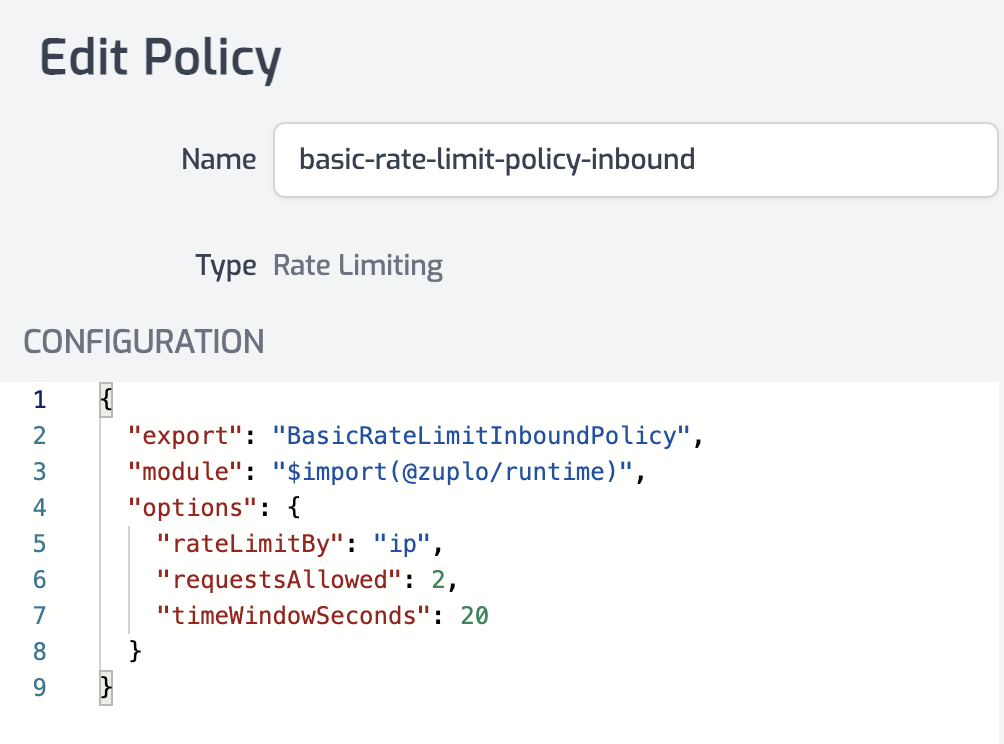 Edit Policy
Name basic-rate-limit-policy-inbound
Type Rate Limiting
CONFIGURATION
1 {
2 "export": "BasicRateLimitInboundPolicy",
3 "module": "$import(@zuplo/runtime)",
4 "options": {
5 "rateLimitBy": "ip",
6 "requestsAllowed": 2,
7 "timeWindowSeconds": 20
8 }
9 }